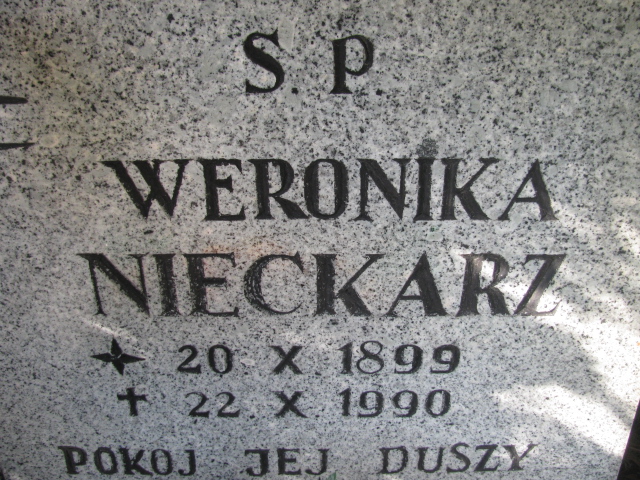 S. P.
WERONIKA
NIECKARZ
20 X 1899
✝ 22 X 1990
POKOJ JEJ DUSZY